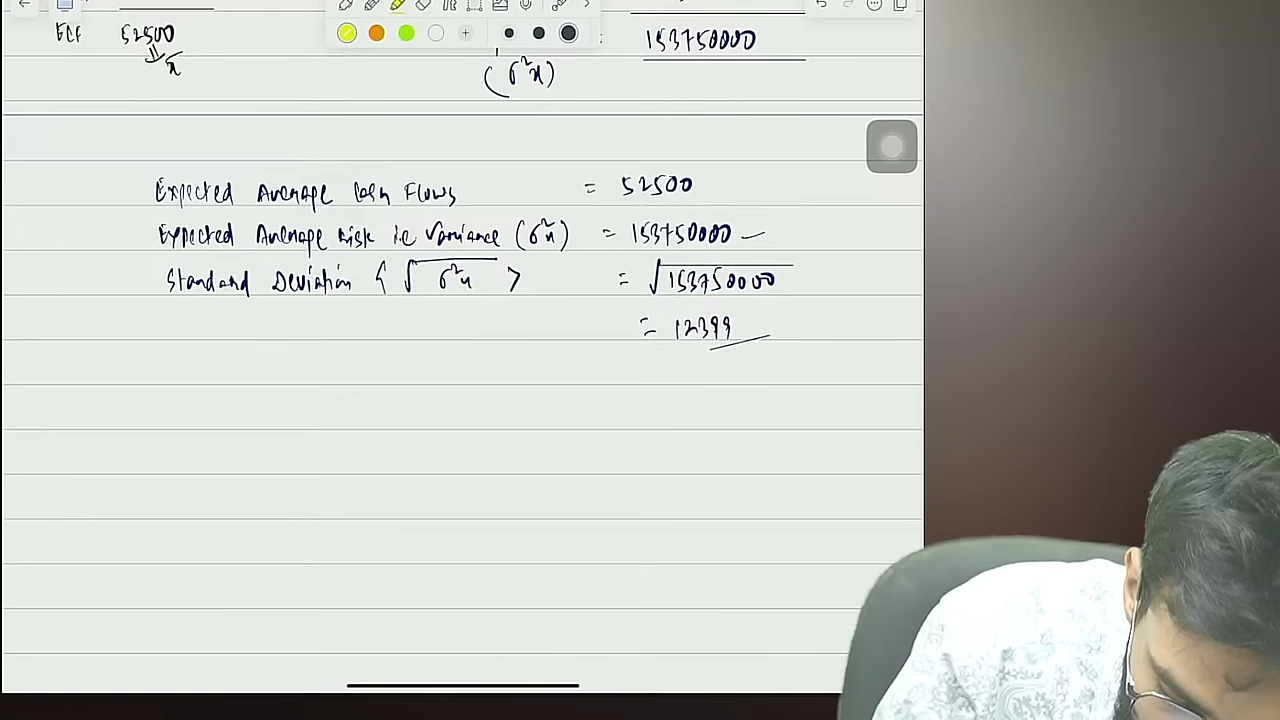 ECF 52500
x̄
: 153750000
(σ²x)
Expected Average Cash Flows = 52500
Expected Average Risk i.e Variance (σ²x) = 153750000
Standard Deviation { √σ²x } = √153750000
= 12399